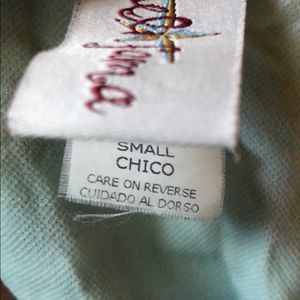 SMALL
CHICO
CARE ON REVERSE
CUIDADO AL DORSO